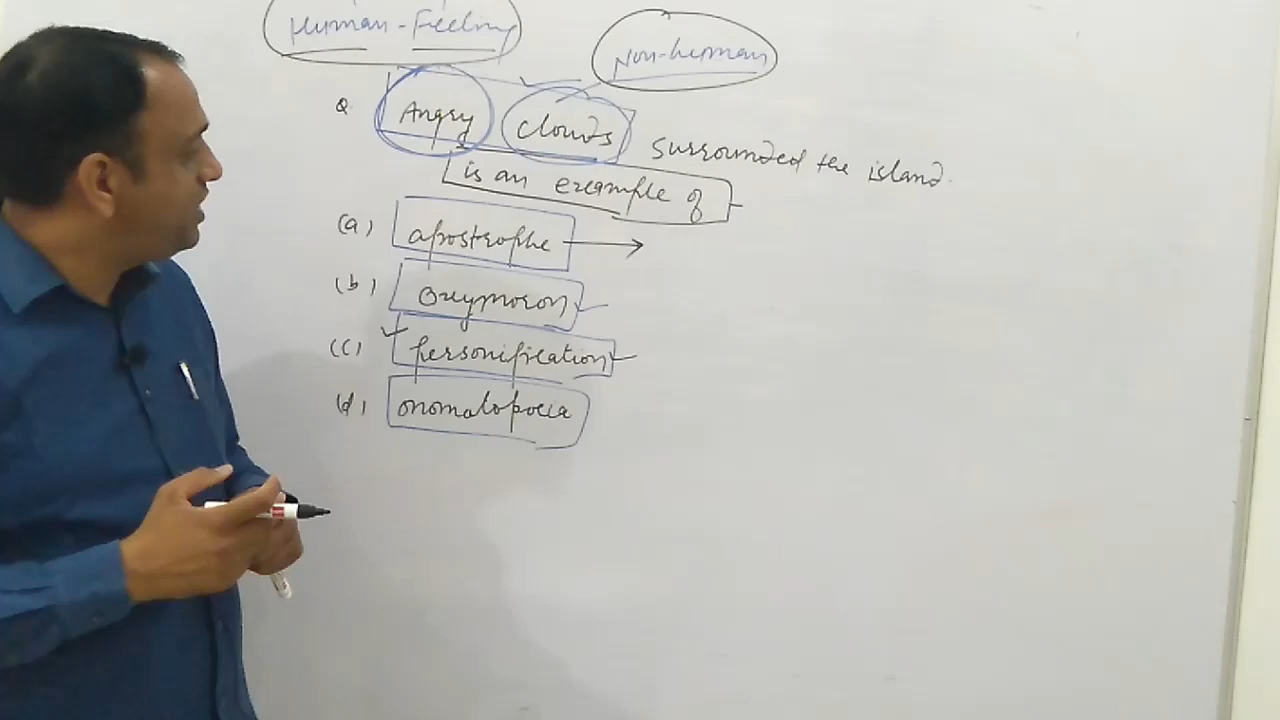 Human-Feeling
Non-human
Q. Angry clouds surrounded the island.
is an example of
(a) apostrophe
(b) Oxymoron
(c) personification
(d) onomatopoeia